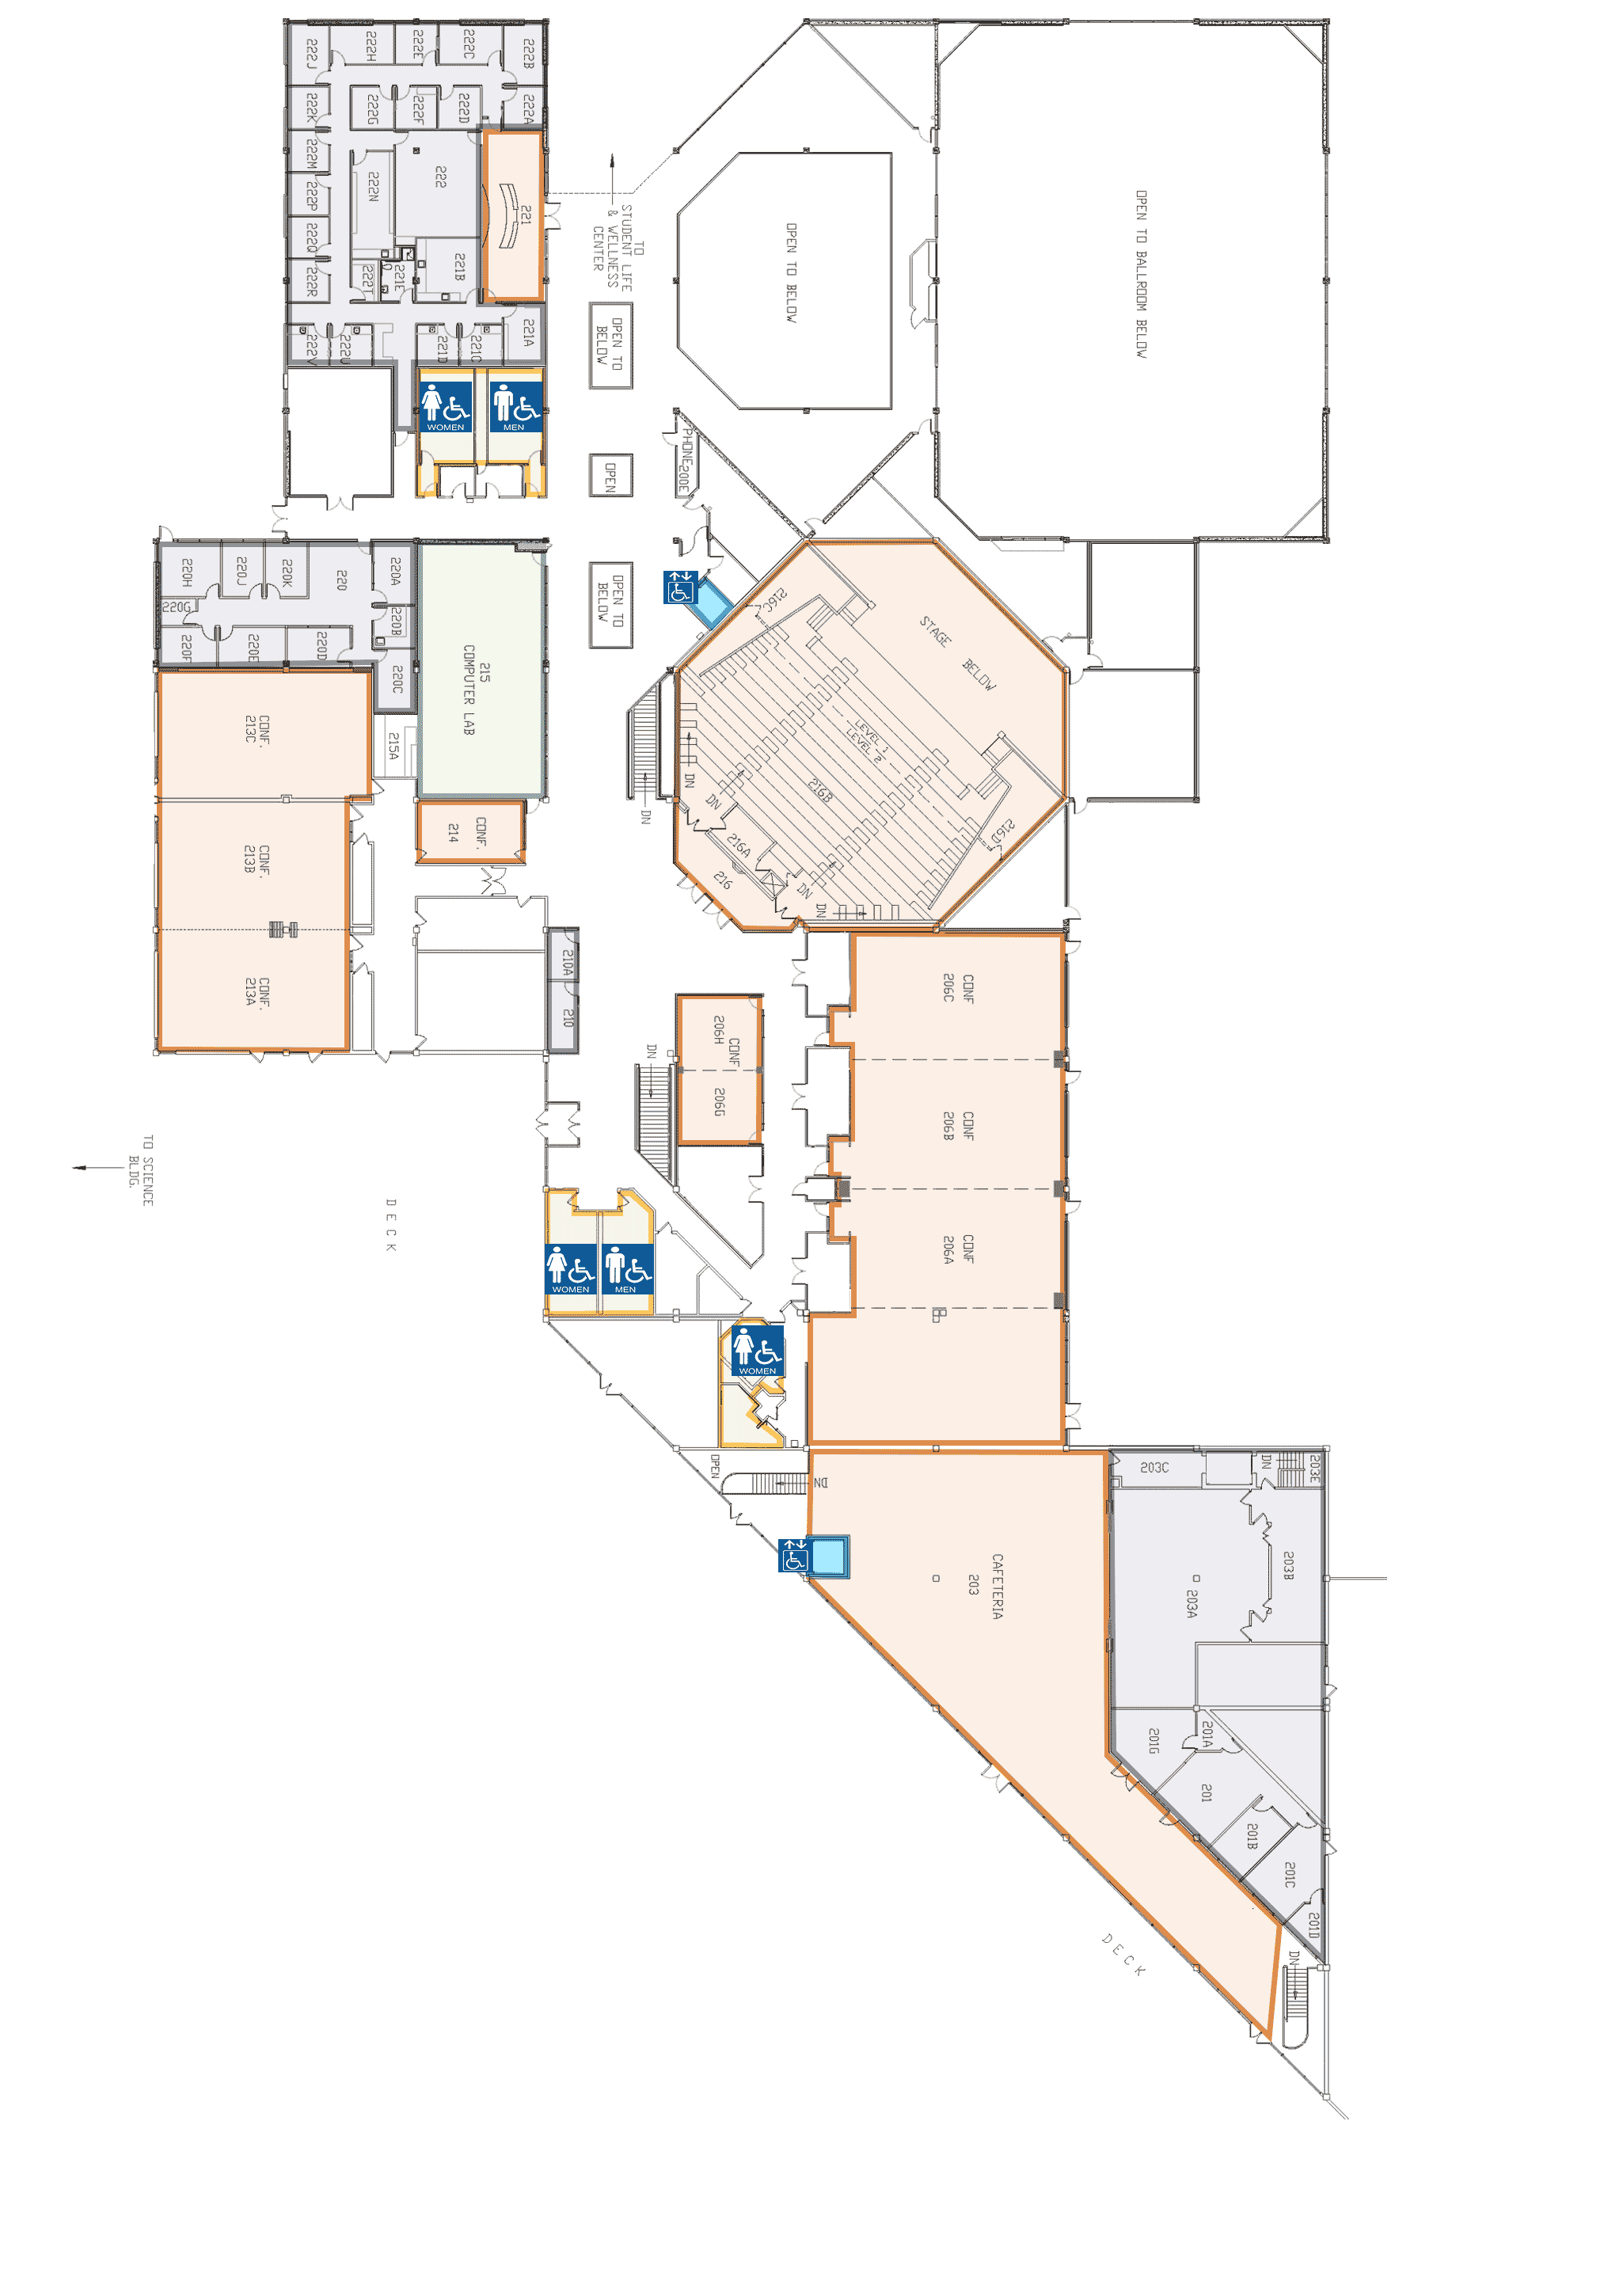 222J
222H
222E
222C
222B
222K
222G
222F
222D
222A
222M
222N
222
221
222P
222Q
222R
222T
221E
221B
221A
222V
222U
221D
221C
TO
STUDENT LIFE
& WELLNESS
CENTER
OPEN TO
BELOW
OPEN TO BELOW
OPEN TO BALLROOM BELOW
WOMEN
MEN
OPEN
PHONE
200E
220H
220J
220K
220
220A
220G
220B
220F
220E
220D
220C
215
COMPUTER LAB
215A
OPEN TO
BELOW
216C
STAGE
BELOW
LEVEL 1
LEVEL 2
216B
216D
216A
216
DN
DN
DN
DN
DN
CONF.
213C
CONF.
213B
CONF.
213A
CONF.
214
210A
210
CONF
206H
206G
DN
CONF
206C
CONF
206B
CONF
206A
TO SCIENCE
BLDG.
DECK
WOMEN
MEN
WOMEN
OPEN
DN
CAFETERIA
203
203C
DN
203E
203B
203A
201G
201A
201
201B
201C
201D
DN
DECK